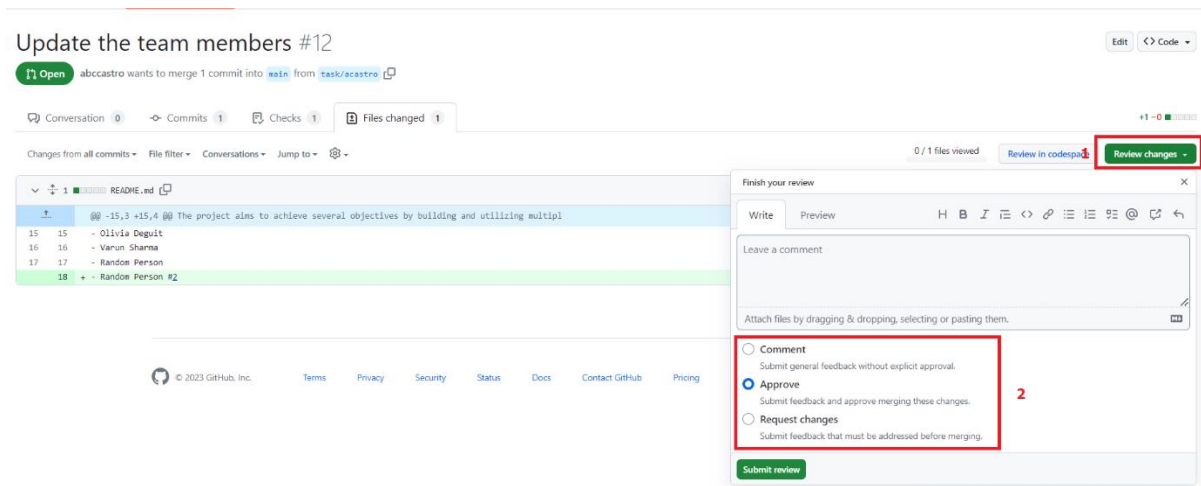 Update the team members #12
Edit <> Code
Open abccastro wants to merge 1 commit into main from task/acastro
Conversation 0 Commits 1 Checks 1 Files changed 1
+1 −0
Changes from all commits File filter Conversations Jump to
0 / 1 files viewed Review in codespace 1 Review changes
1 README.md
@@ -15,3 +15,4 @@ The project aims to achieve several objectives by building and utilizing multipl
15 15 - Olivia Deguit
16 16 - Varun Sharma
17 17 - Random Person
18 + - Random Person #2
Finish your review
Write Preview
Leave a comment
Attach files by dragging & dropping, selecting or pasting them.
Comment
Submit general feedback without explicit approval.
Approve
Submit feedback and approve merging these changes.
2
Request changes
Submit feedback that must be addressed before merging.
Submit review
© 2023 GitHub, Inc. Terms Privacy Security Status Docs Contact GitHub Pricing